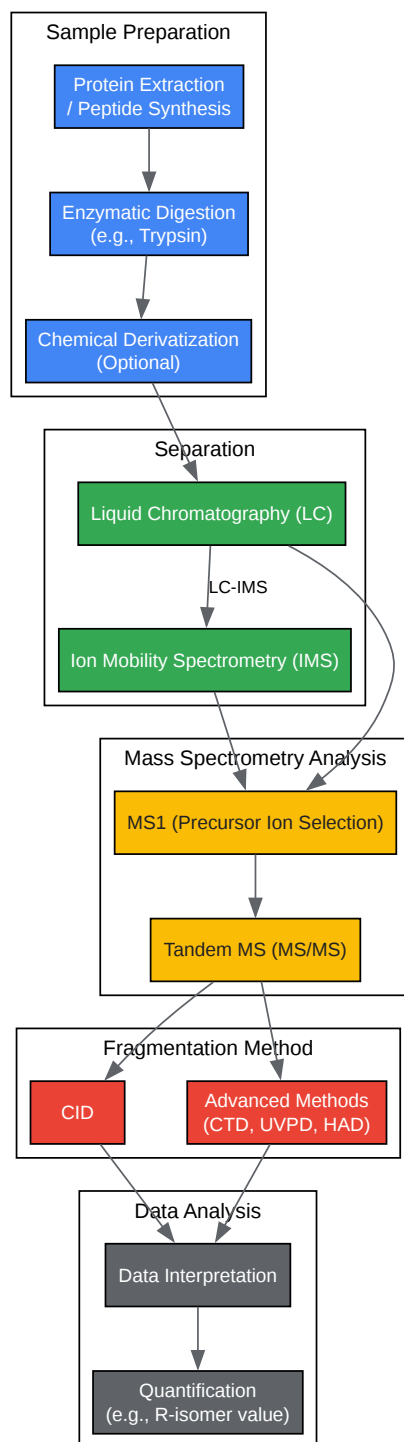 Sample Preparation
Protein Extraction
/ Peptide Synthesis
Enzymatic Digestion
(e.g., Trypsin)
Chemical Derivatization
(Optional)
Separation
Liquid Chromatography (LC)
LC-IMS
Ion Mobility Spectrometry (IMS)
Mass Spectrometry Analysis
MS1 (Precursor Ion Selection)
Tandem MS (MS/MS)
Fragmentation Method
CID
Advanced Methods
(CTD, UVPD, HAD)
Data Analysis
Data Interpretation
Quantification
(e.g., R-isomer value)